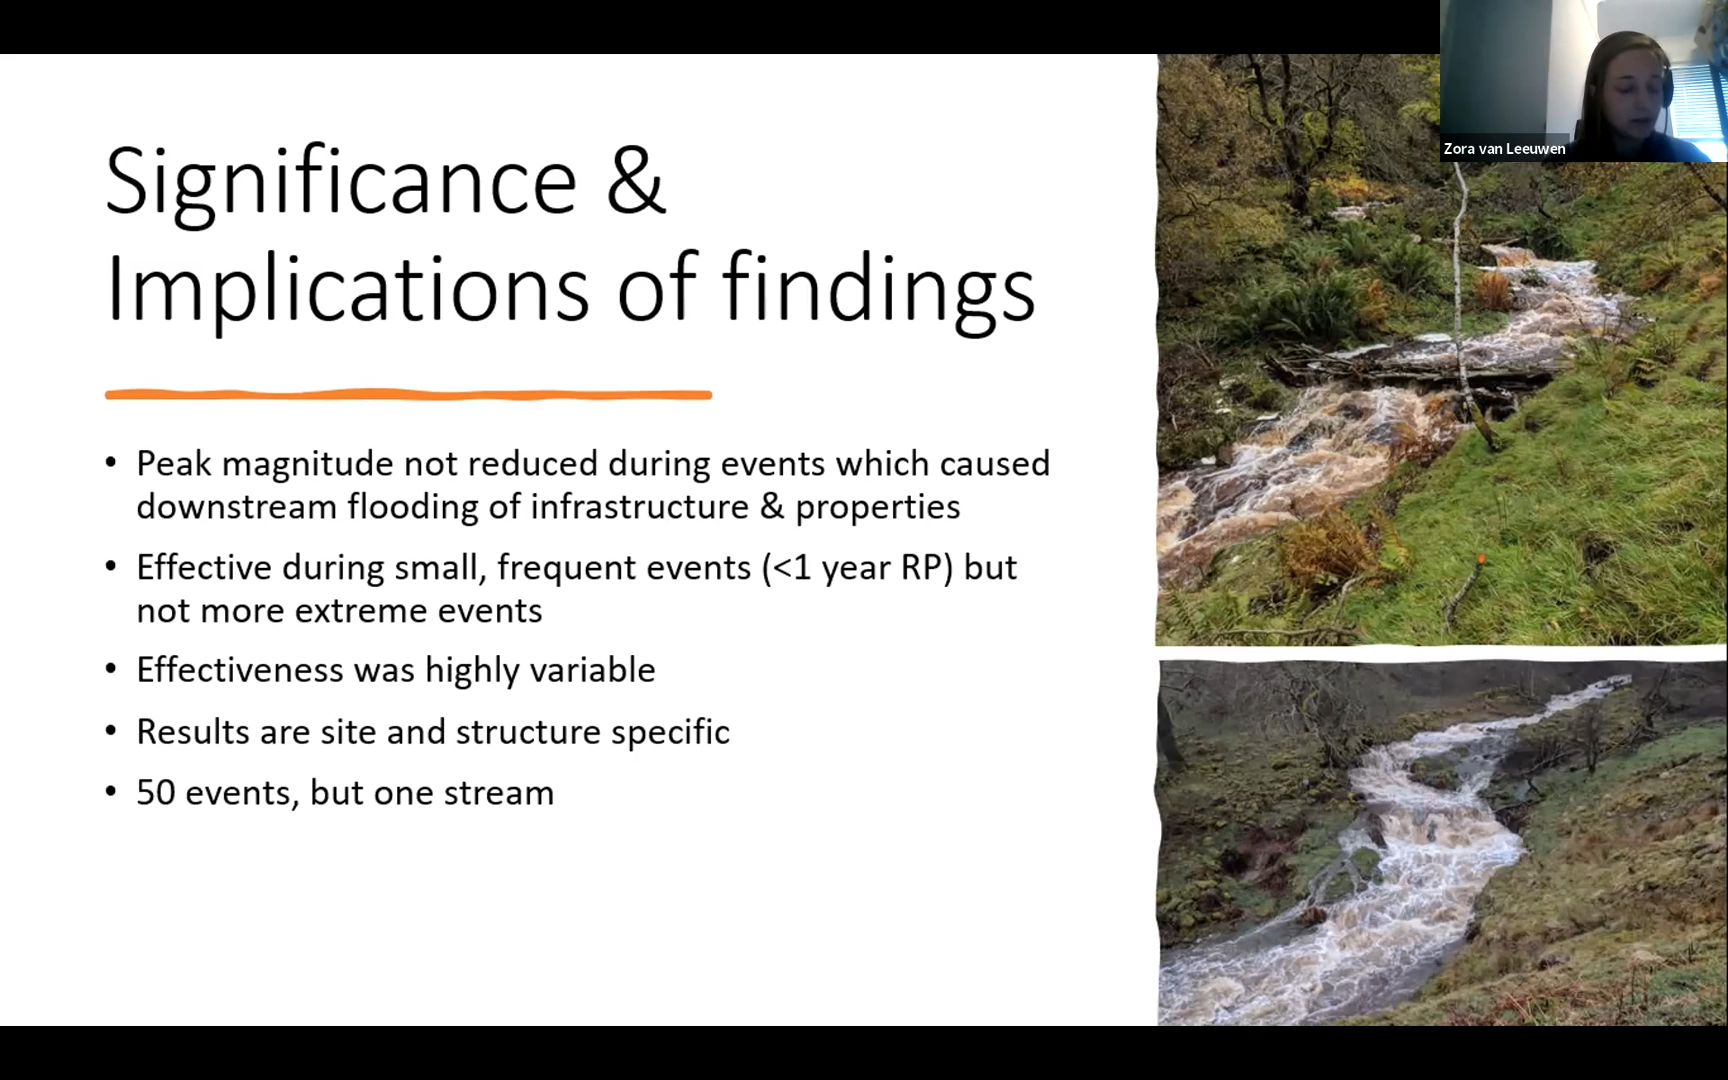 Zora van Leeuwen
Significance &
Implications of findings
• Peak magnitude not reduced during events which caused
downstream flooding of infrastructure & properties
• Effective during small, frequent events (<1 year RP) but
not more extreme events
• Effectiveness was highly variable
• Results are site and structure specific
• 50 events, but one stream